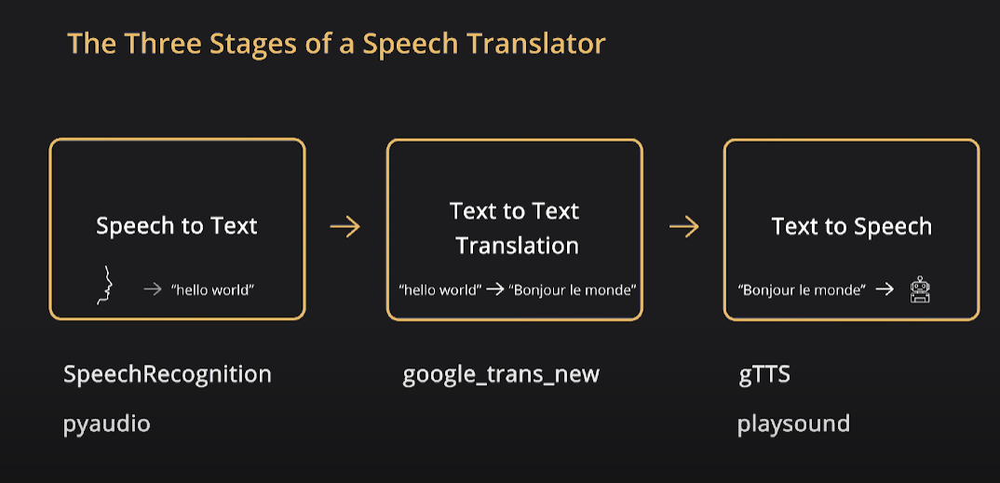 The Three Stages of a Speech Translator
Speech to Text
→ “hello world”
Text to Text
Translation
“hello world” → “Bonjour le monde”
Text to Speech
“Bonjour le monde” →
SpeechRecognition
pyaudio
google_trans_new
gTTS
playsound